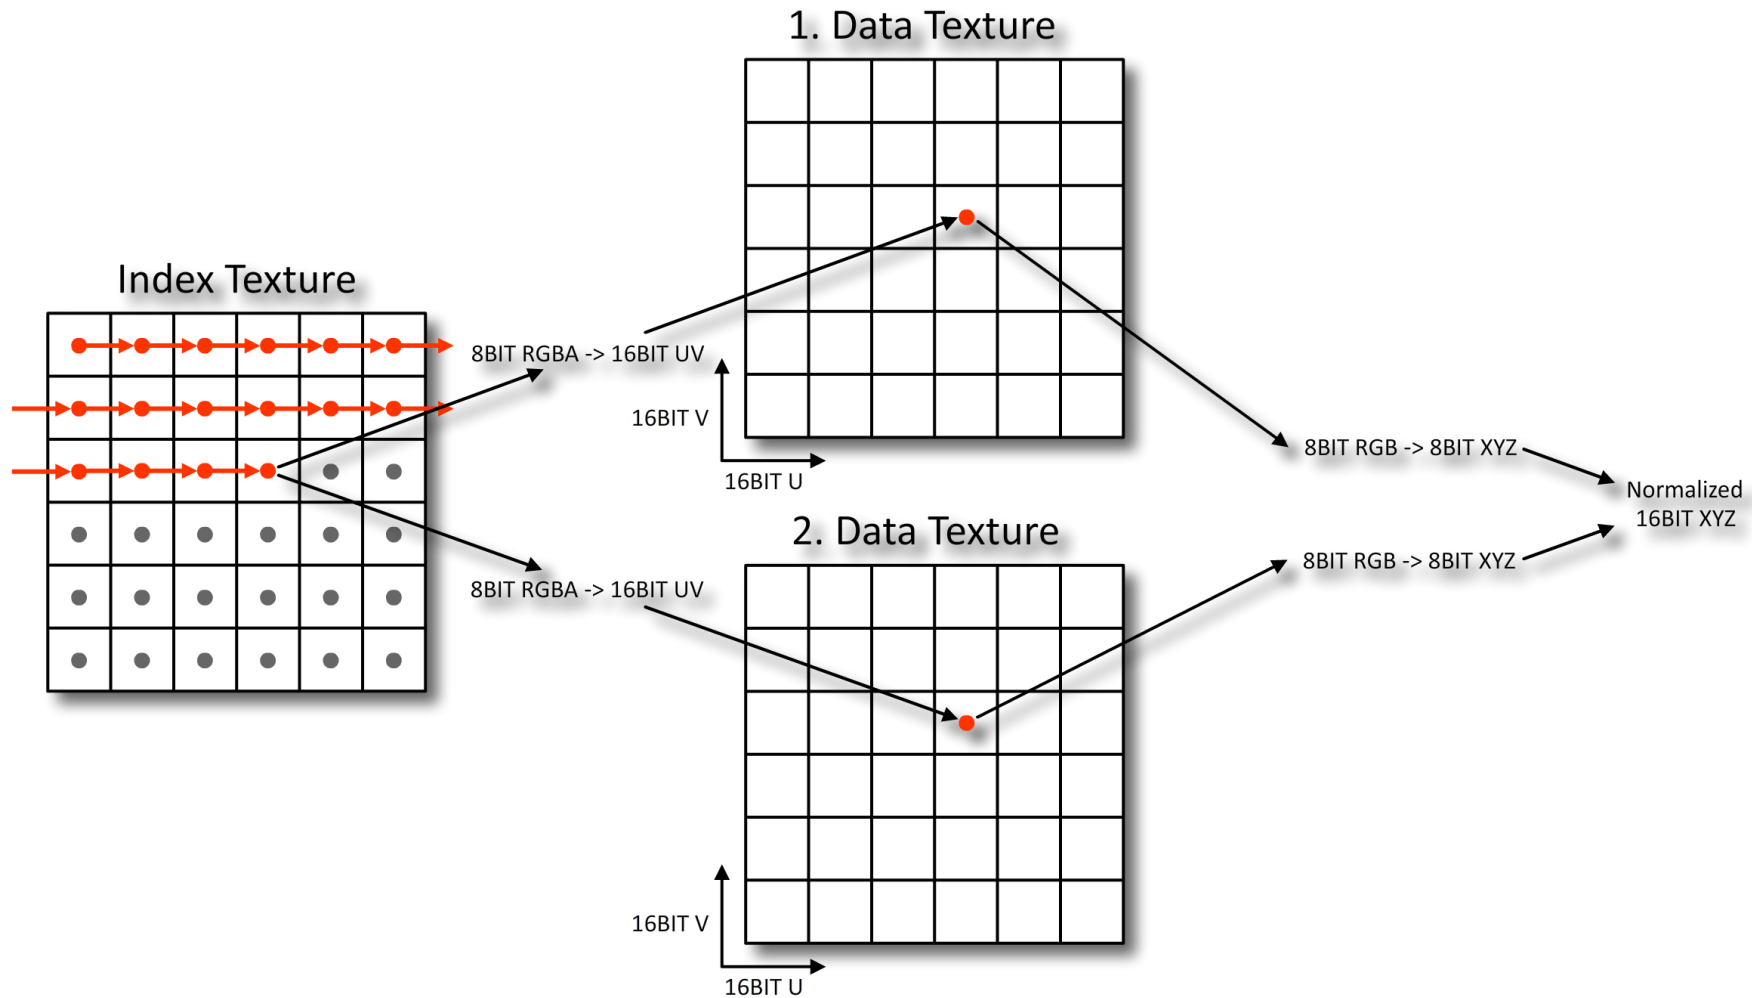 1. Data Texture
Index Texture
8BIT RGBA -> 16BIT UV
16BIT V
16BIT U
8BIT RGB -> 8BIT XYZ
Normalized
16BIT XYZ
2. Data Texture
8BIT RGB -> 8BIT XYZ
8BIT RGBA -> 16BIT UV
16BIT V
16BIT U